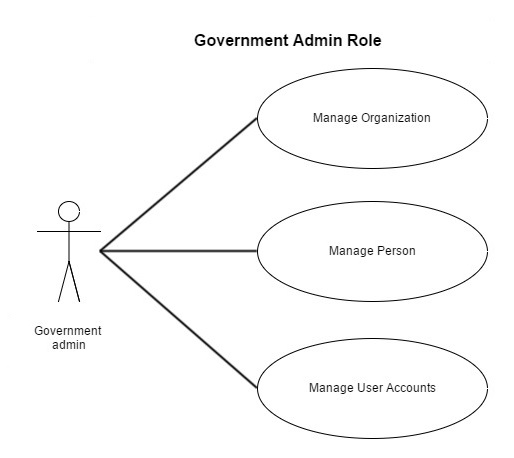 Government Admin Role
Manage Organization
Manage Person
Government
admin
Manage User Accounts